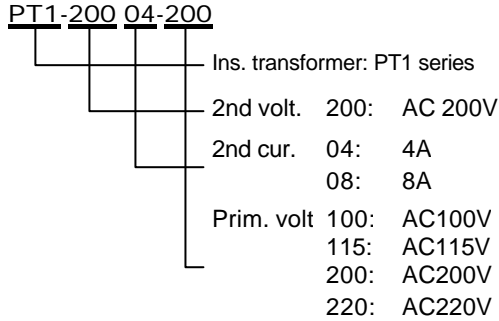 PT1-200 04-200
Ins. transformer: PT1 series
2nd volt. 200: AC 200V
2nd cur. 04: 4A
08: 8A
Prim. volt 100: AC100V
115: AC115V
200: AC200V
220: AC220V